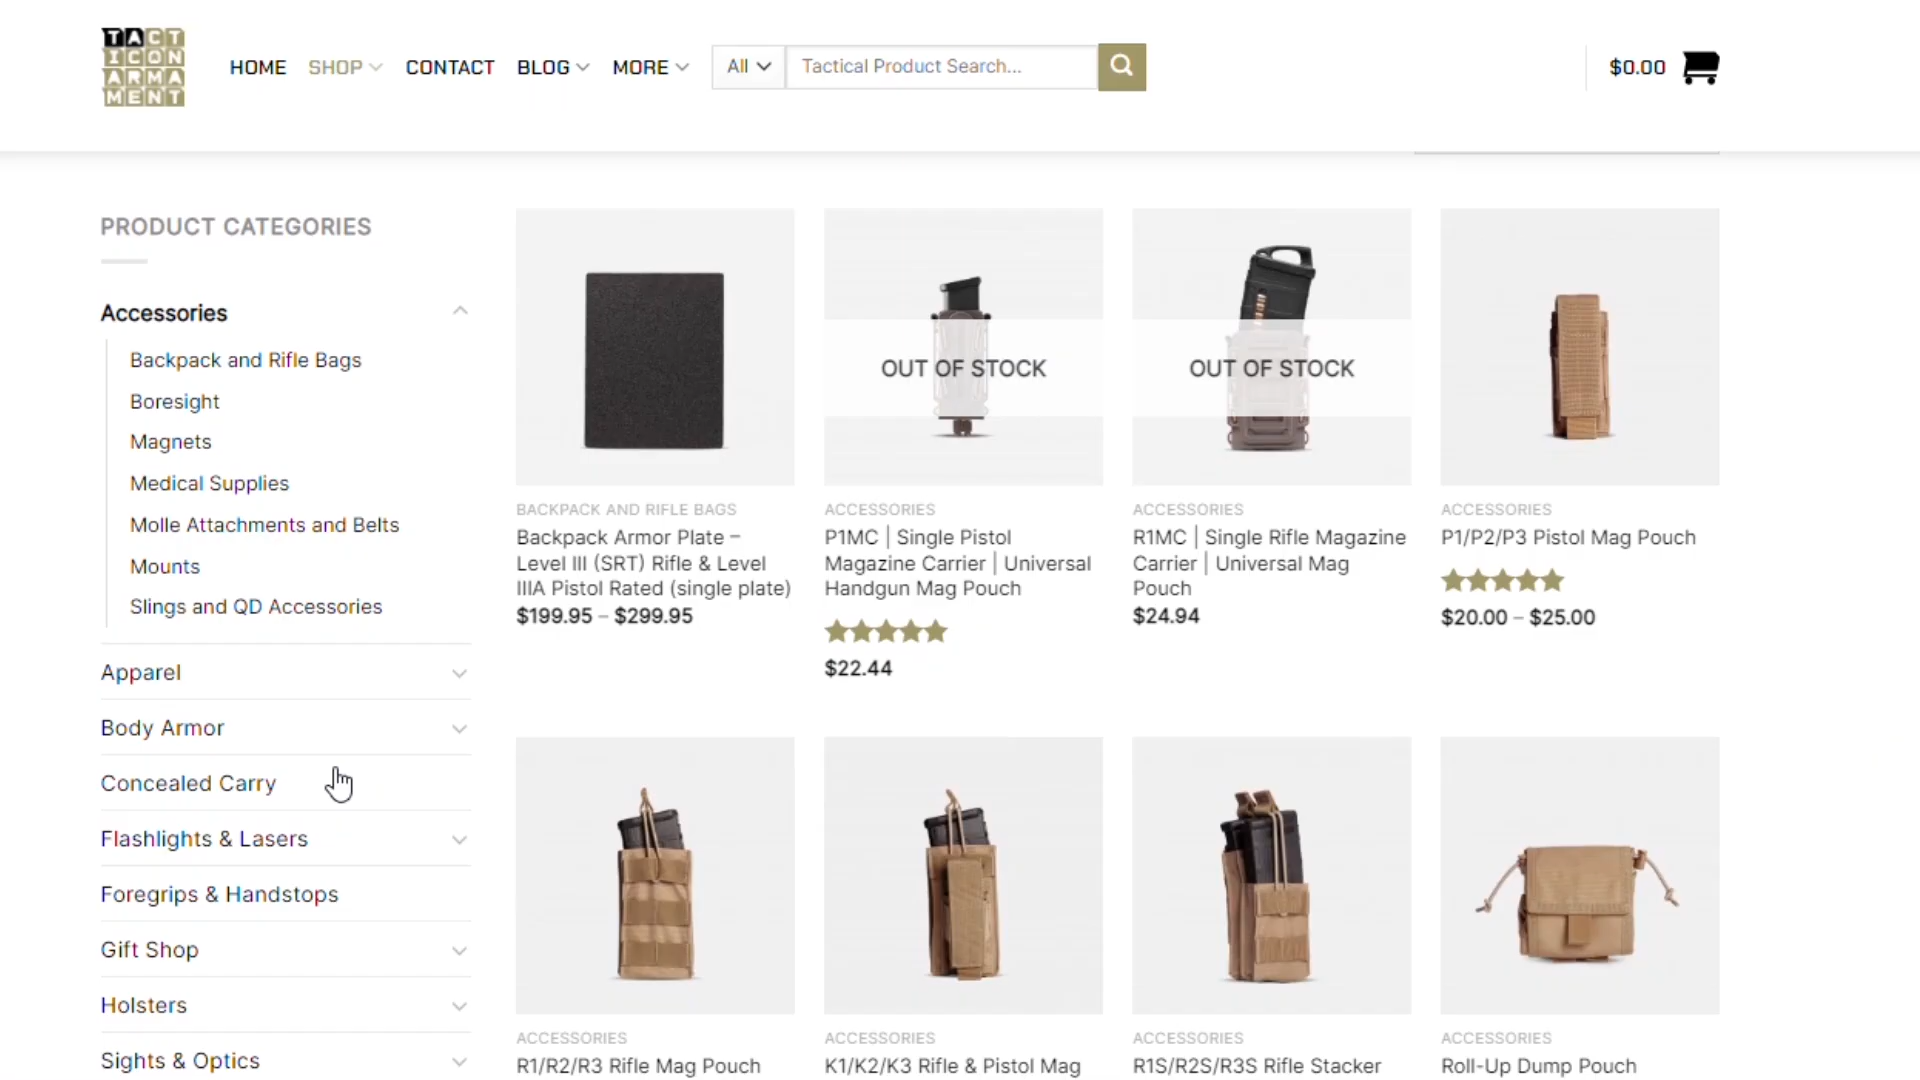 TACT
ICON
ARMA
MENT
HOME SHOP CONTACT BLOG MORE All Tactical Product Search... $0.00
PRODUCT CATEGORIES
Accessories
Backpack and Rifle Bags
Boresight
Magnets
Medical Supplies
Molle Attachments and Belts
Mounts
Slings and QD Accessories
Apparel
Body Armor
Concealed Carry
Flashlights & Lasers
Foregrips & Handstops
Gift Shop
Holsters
Sights & Optics
BACKPACK AND RIFLE BAGS
Backpack Armor Plate –
Level III (SRT) Rifle & Level
IIIA Pistol Rated (single plate)
$199.95 – $299.95
OUT OF STOCK
ACCESSORIES
P1MC | Single Pistol
Magazine Carrier | Universal
Handgun Mag Pouch
$22.44
OUT OF STOCK
ACCESSORIES
R1MC | Single Rifle Magazine
Carrier | Universal Mag
Pouch
$24.94
ACCESSORIES
P1/P2/P3 Pistol Mag Pouch
$20.00 – $25.00
ACCESSORIES
R1/R2/R3 Rifle Mag Pouch
ACCESSORIES
K1/K2/K3 Rifle & Pistol Mag
ACCESSORIES
R1S/R2S/R3S Rifle Stacker
ACCESSORIES
Roll-Up Dump Pouch